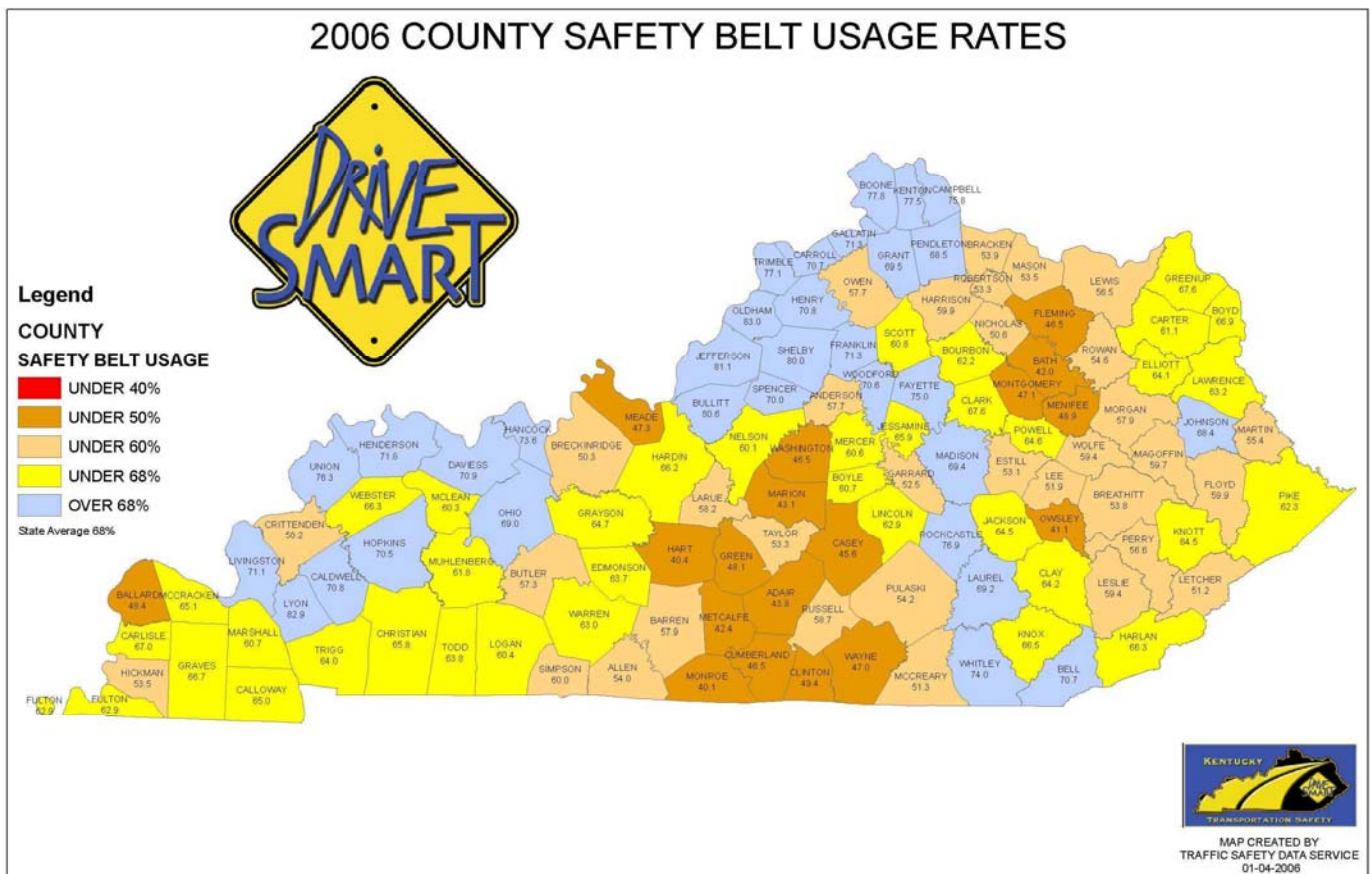 2006 COUNTY SAFETY BELT USAGE RATES
DRIVE
SMART
Legend
COUNTY
SAFETY BELT USAGE
UNDER 40%
UNDER 50%
UNDER 60%
UNDER 68%
OVER 68%
State Average 68%
BOONE
77.8
KENTON
77.5
CAMPBELL
75.8
GALLATIN
71.3
GRANT
69.5
PENDLETON
68.5
BRACKEN
53.9
MASON
53.5
LEWIS
56.5
GREENUP
67.6
BOYD
66.9
CARTER
61.1
TRIMBLE
77.1
CARROLL
70.7
OWEN
57.7
ROBERTSON
53.3
HARRISON
59.9
NICHOLAS
50.6
FLEMING
46.5
ROWAN
54.6
ELLIOTT
64.1
LAWRENCE
63.2
OLDHAM
83.0
HENRY
70.8
SCOTT
60.8
BOURBON
62.2
BATH
42.0
JEFFERSON
81.1
SHELBY
80.0
FRANKLIN
71.3
WOODFORD
70.6
FAYETTE
75.0
CLARK
67.6
MONTGOMERY
47.1
MENIFEE
48.9
MORGAN
57.9
JOHNSON
68.4
MARTIN
55.4
BULLITT
80.6
SPENCER
70.0
ANDERSON
57.7
JESSAMINE
65.9
POWELL
64.6
WOLFE
59.4
MAGOFFIN
59.7
FLOYD
59.9
PIKE
62.3
MEADE
47.3
BRECKINRIDGE
50.3
HARDIN
66.2
NELSON
60.1
WASHINGTON
46.5
MERCER
60.6
BOYLE
60.7
GARRARD
52.5
MADISON
69.4
ESTILL
53.1
LEE
51.9
BREATHITT
53.8
KNOTT
64.5
HANCOCK
73.6
HENDERSON
71.6
DAVIESS
70.9
UNION
76.3
WEBSTER
66.3
MCLEAN
60.3
OHIO
69.0
GRAYSON
64.7
LARUE
58.2
MARION
43.1
TAYLOR
53.3
CASEY
45.6
LINCOLN
62.9
ROCKCASTLE
76.9
JACKSON
64.5
OWSLEY
41.1
PERRY
56.6
LETCHER
51.2
CRITTENDEN
50.2
HOPKINS
70.5
MUHLENBERG
61.8
BUTLER
57.3
EDMONSON
63.7
HART
40.4
GREEN
48.1
ADAIR
43.8
RUSSELL
58.7
PULASKI
54.2
LAUREL
69.2
CLAY
64.2
LESLIE
59.4
HARLAN
66.3
LIVINGSTON
71.1
CALDWELL
70.8
LYON
82.9
BALLARD
48.4
MCCRACKEN
65.1
CARLISLE
67.0
MARSHALL
60.7
TRIGG
64.0
CHRISTIAN
65.8
TODD
63.8
LOGAN
60.4
WARREN
63.0
BARREN
57.9
METCALFE
42.4
CUMBERLAND
46.5
CLINTON
49.4
WAYNE
47.0
MCCREARY
51.3
WHITLEY
74.0
KNOX
66.5
BELL
70.7
HICKMAN
53.5
GRAVES
66.7
CALLOWAY
65.0
SIMPSON
60.0
ALLEN
54.0
MONROE
40.1
FULTON
62.9
FULTON
62.9
KENTUCKY
DRIVE
SMART
TRANSPORTATION SAFETY
MAP CREATED BY
TRAFFIC SAFETY DATA SERVICE
01-04-2006